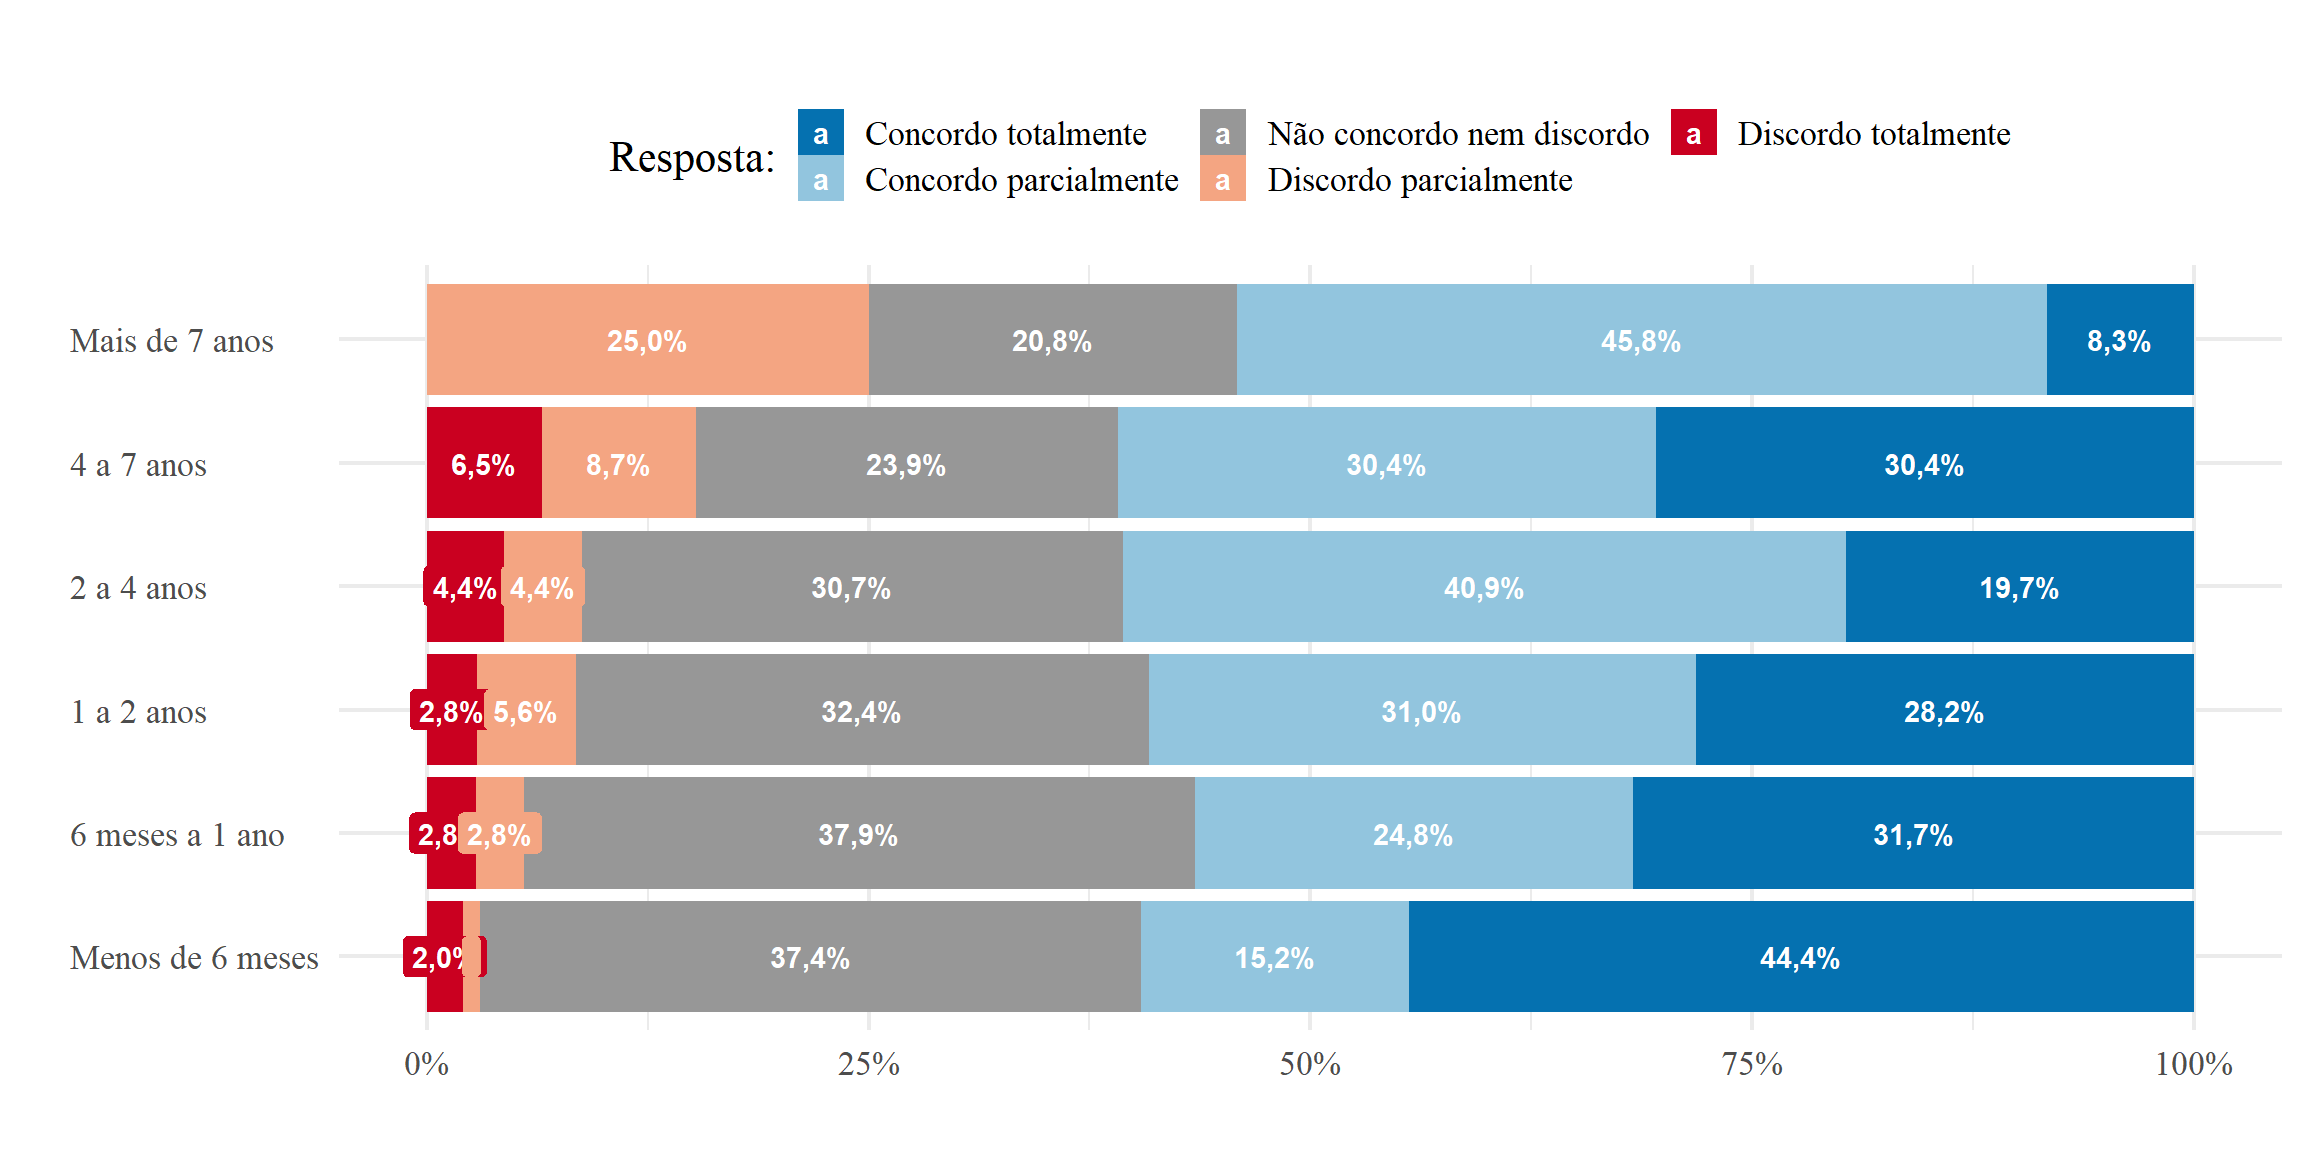 Resposta:
a Concordo totalmente a Não concordo nem discordo a Discordo totalmente
a Concordo parcialmente a Discordo parcialmente
Mais de 7 anos 25,0% 20,8% 45,8% 8,3%
4 a 7 anos 6,5% 8,7% 23,9% 30,4% 30,4%
2 a 4 anos 4,4% 4,4% 30,7% 40,9% 19,7%
1 a 2 anos 2,8% 5,6% 32,4% 31,0% 28,2%
6 meses a 1 ano 2,8 2,8% 37,9% 24,8% 31,7%
Menos de 6 meses 2,0% 37,4% 15,2% 44,4%
0% 25% 50% 75% 100%